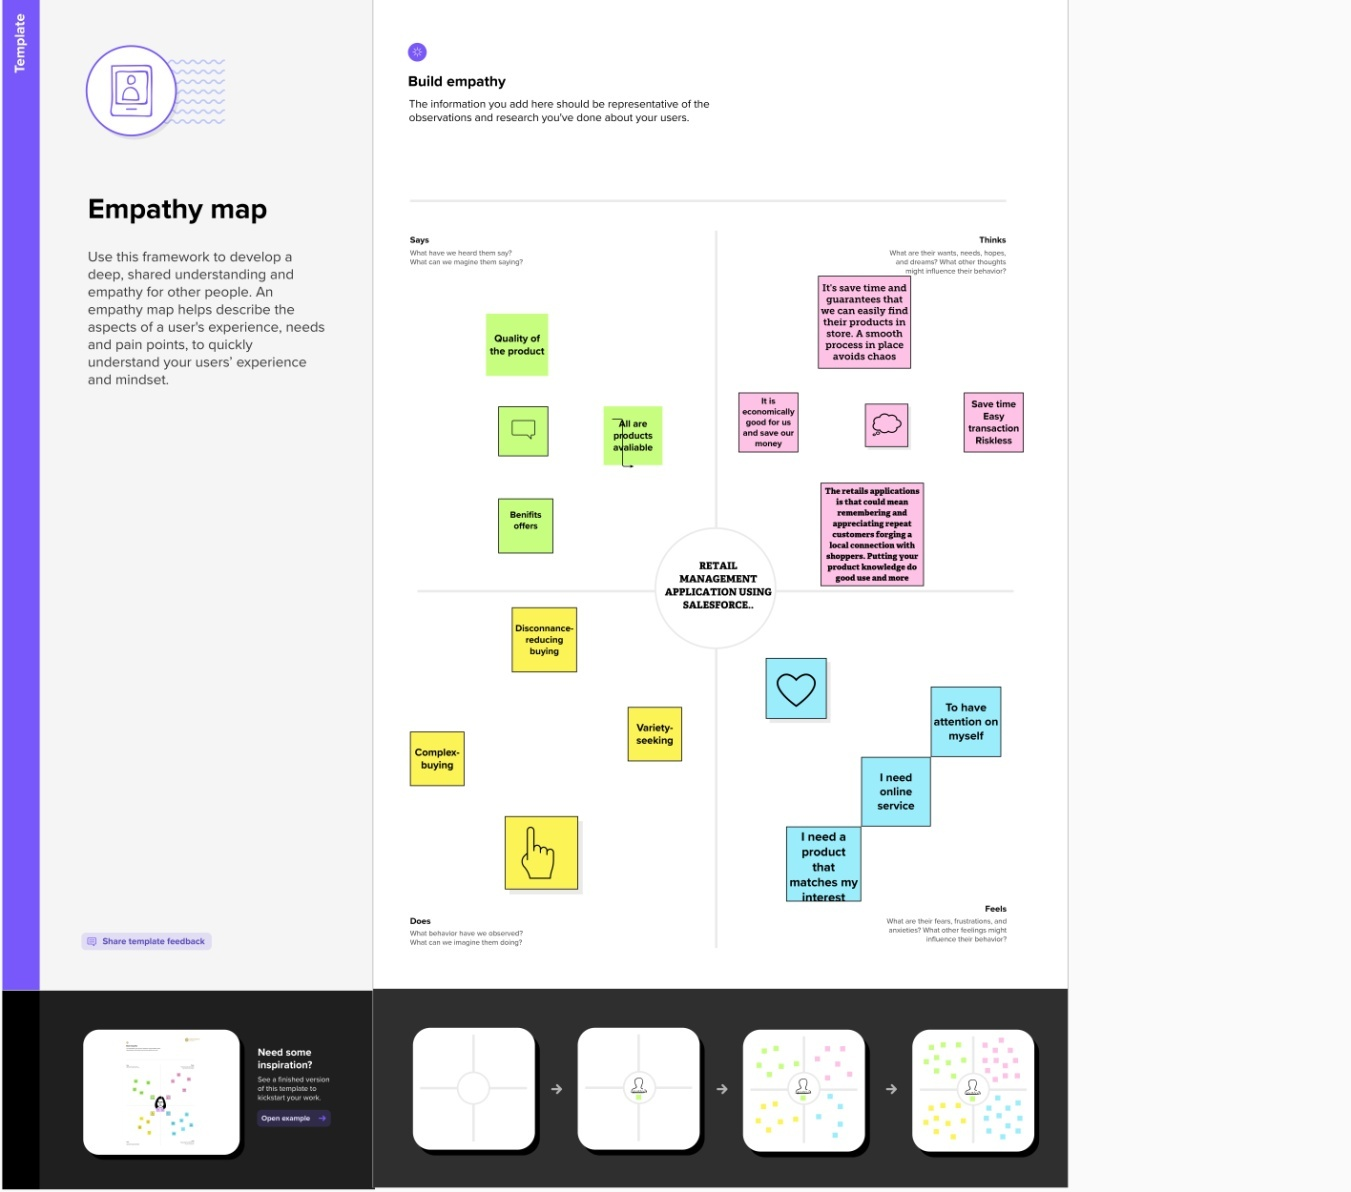 Template
Empathy map
Use this framework to develop a
deep, shared understanding and
empathy for other people. An
empathy map helps describe the
aspects of a user's experience, needs
and pain points, to quickly
understand your users' experience
and mindset.
Share template feedback
Need some
inspiration?
See a finished version
of this template to
kickstart your work.
Open example
Build empathy
The information you add here should be representative of the
observations and research you've done about your users.
Says
What have we heard them say?
What can we magine them saying?
Thinks
What are their wants, needs, hopes,
and dreams? What other thoughts
might influence their behavior?
Quality of
the product
All are
products
avaliable
Benifits
offers
It's save time and
guarantees that
we can easily find
their products in
store. A smooth
process in place
avoids chaos
It is
economically
good for us
and save our
money
Save time
Easy
transaction
Riskless
The retails applications
is that could mean
remembering and
appreciating repeat
customers forging a
local connection with
shoppers. Putting your
product knowledge do
good use and more
RETAIL
MANAGEMENT
APPLICATION USING
SALESFORCE..
Disconnance-
reducing
buying
Variety-
seeking
Complex-
buying
To have
attention on
myself
I need
online
service
I need a
product
that
matches my
interest
Does
What behavior have we observed?
What can we imagine them doing?
Feels
What are their fears, frustrations, and
anxieties? What other feelings might
influence their behavior?